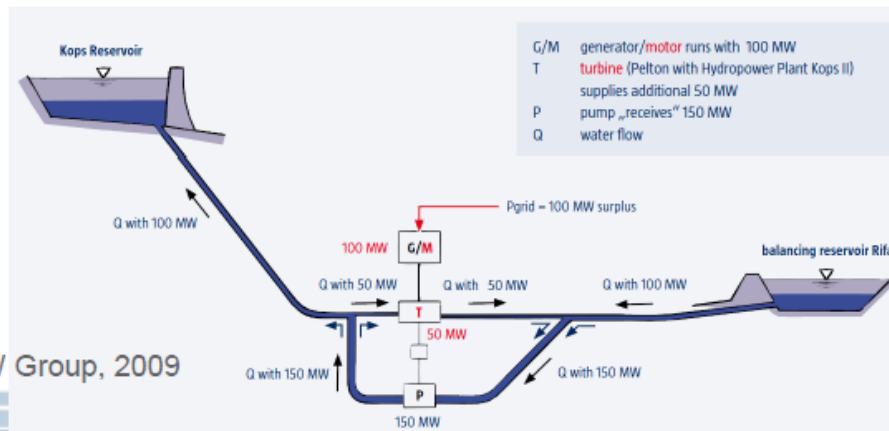 Kops Reservoir
G/M generator/motor runs with 100 MW
T turbine (Pelton with Hydropower Plant Kops II)
supplies additional 50 MW
P pump „receives" 150 MW
Q water flow
Q with 100 MW
Pgrid = 100 MW surplus
100 MW G/M
balancing reservoir Rifa
Q with 50 MW
Q with 50 MW
Q with 100 MW
T
50 MW
Group, 2009
Q with 150 MW
Q with 150 MW
P
150 MW